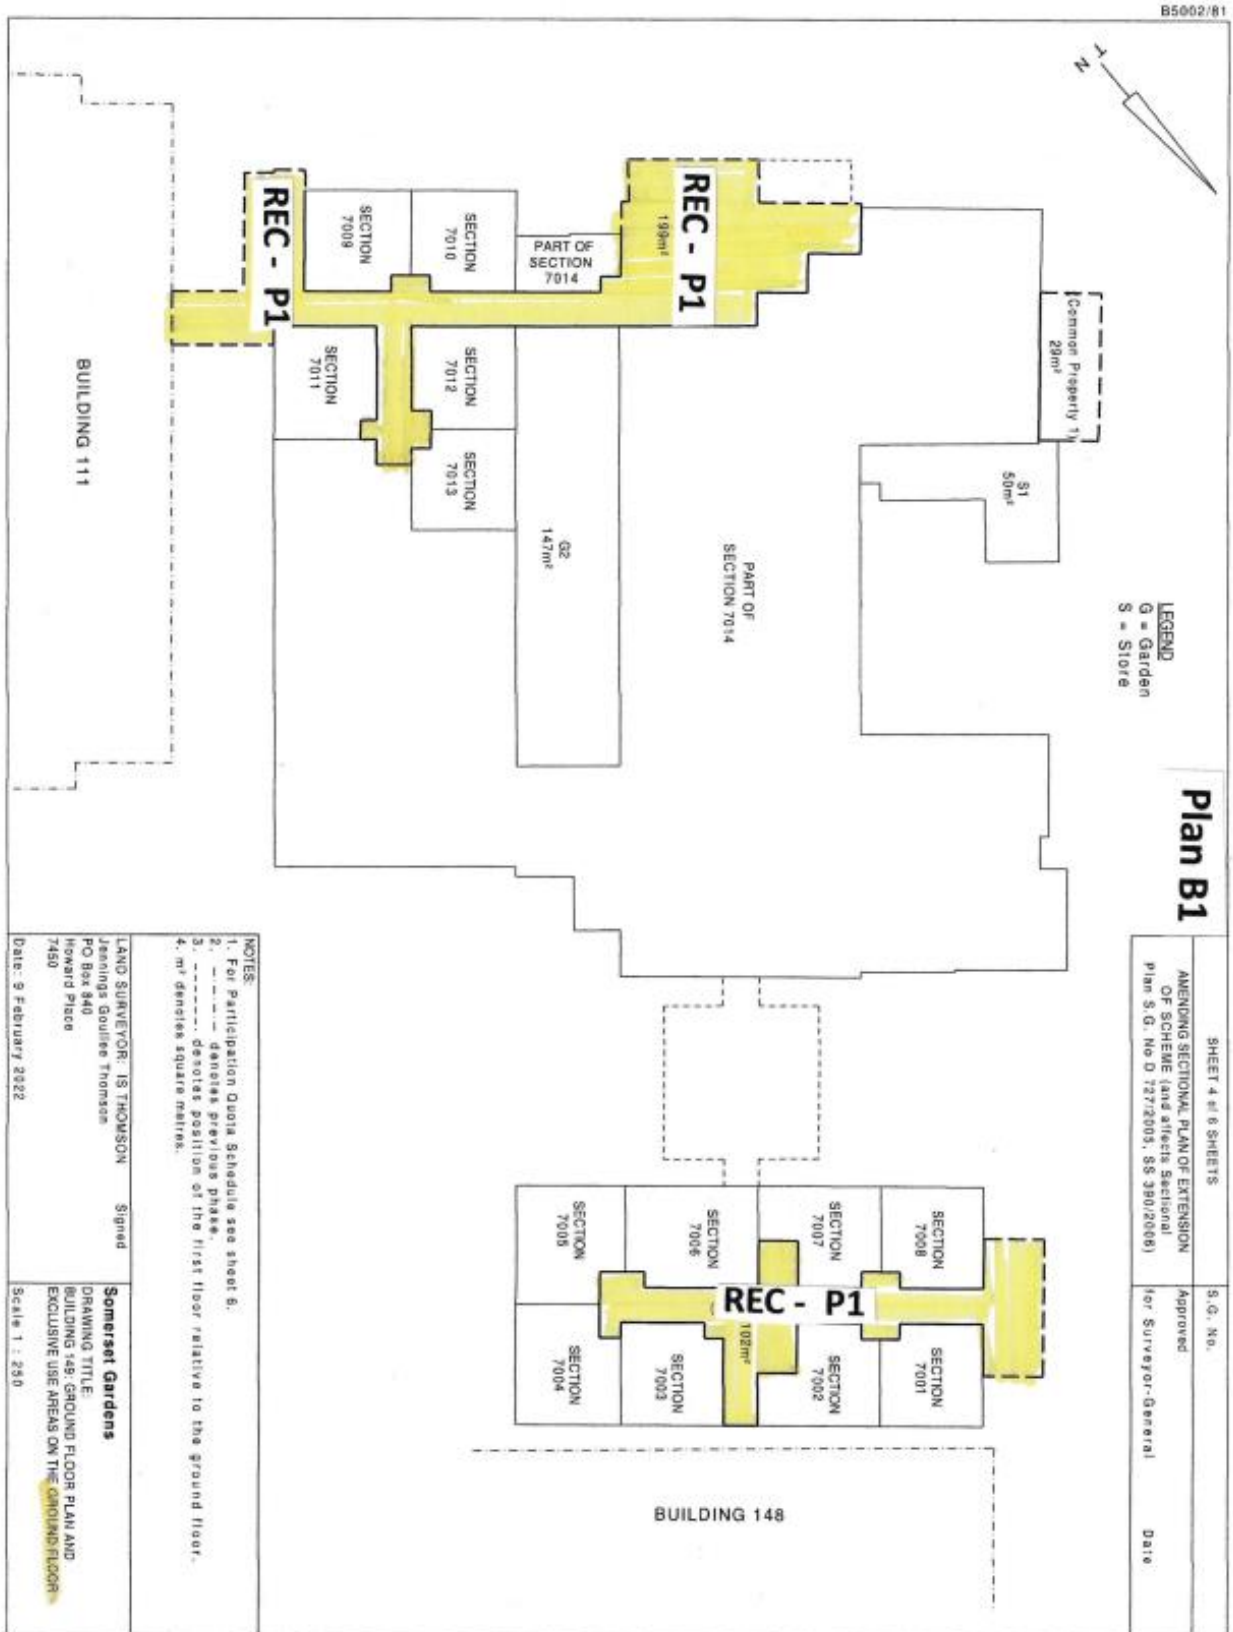 B5002/81
SHEET 4 of 6 SHEETS
AMENDING SECTIONAL PLAN OF EXTENSION
OF SCHEME (and affects Sectional
Plan S.G. No D 727/2003, SS 390/2006)
S.G. No.
Approved
for Surveyor-General
Date
Plan B1
LEGEND
G = Garden
S = Store
N
T
(Common Property 1)
29m²
S1
50m²
REC - P1
199m²
PART OF
SECTION
7014
SECTION
7010
SECTION
7009
REC - P1
SECTION
7011
SECTION
7012
SECTION
7013
G2
147m²
PART OF
SECTION 7014
BUILDING 111
SECTION
7005
SECTION
7006
SECTION
7007
SECTION
7008
REC - P1
102m²
SECTION
7004
SECTION
7003
SECTION
7002
SECTION
7001
BUILDING 148
NOTES:
1. For Participation Quota Schedule see sheet 6.
2. denotes previous phase.
3. -------. denotes position of the first floor relative to the ground floor.
4. m² denotes square metres.
LAND SURVEYOR: IS THOMSON
Signed
Jennings Goullee Thomson
PO Box 840
Howard Place
7450
Date: 9 February 2022
Somerset Gardens
DRAWING TITLE:
BUILDING 149: GROUND FLOOR PLAN AND
EXCLUSIVE USE AREAS ON THE GROUND FLOOR
Scale 1 : 250